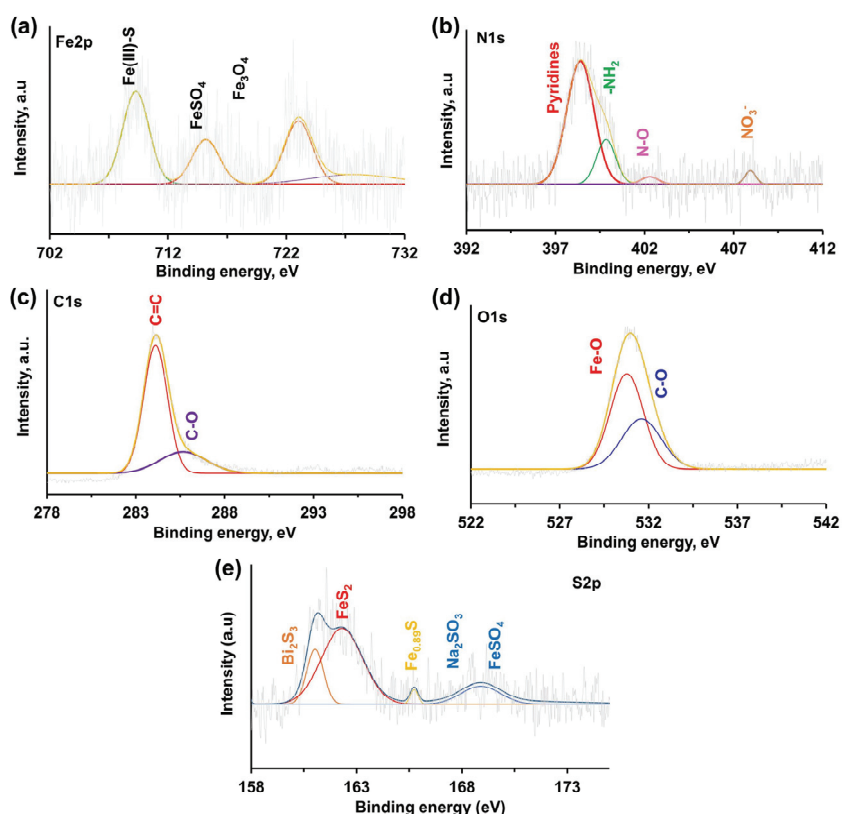 (a)
Fe2p
Fe(III)-S
FeSO4
Fe3O4
Intensity, a.u
702 712 722 732
Binding energy, eV
(b)
N1s
Pyridines
-NH2
N-O
NO3-
Intensity, a.u
392 397 402 407 412
Binding energy, eV
(c)
C1s
C=C
C-O
Intensity, a.u.
278 283 288 293 298
Binding energy, eV
(d)
O1s
Fe-O
C-O
Intensity, a.u
522 527 532 537 542
Binding energy, eV
(e)
S2p
Bi2S3
FeS2
Fe0.89S
Na2SO3
FeSO4
Intensity (a.u)
158 163 168 173
Binding energy (eV)